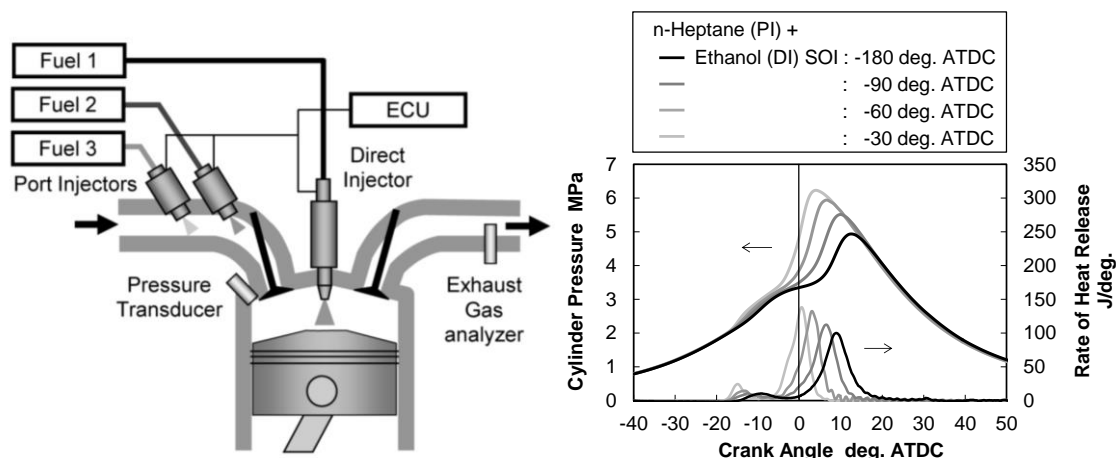 Fuel 1
Fuel 2
Fuel 3
Port Injectors
ECU
Direct
Injector
Pressure
Transducer
Exhaust
Gas
analyzer
n-Heptane (PI) +
Ethanol (DI) SOI : -180 deg. ATDC
: -90 deg. ATDC
: -60 deg. ATDC
: -30 deg. ATDC
Cylinder Pressure MPa
7
6
5
4
3
2
1
0
350
300
250
200
150
100
50
0
Rate of Heat Release
J/deg.
-40 -30 -20 -10 0 10 20 30 40 50
Crank Angle deg. ATDC